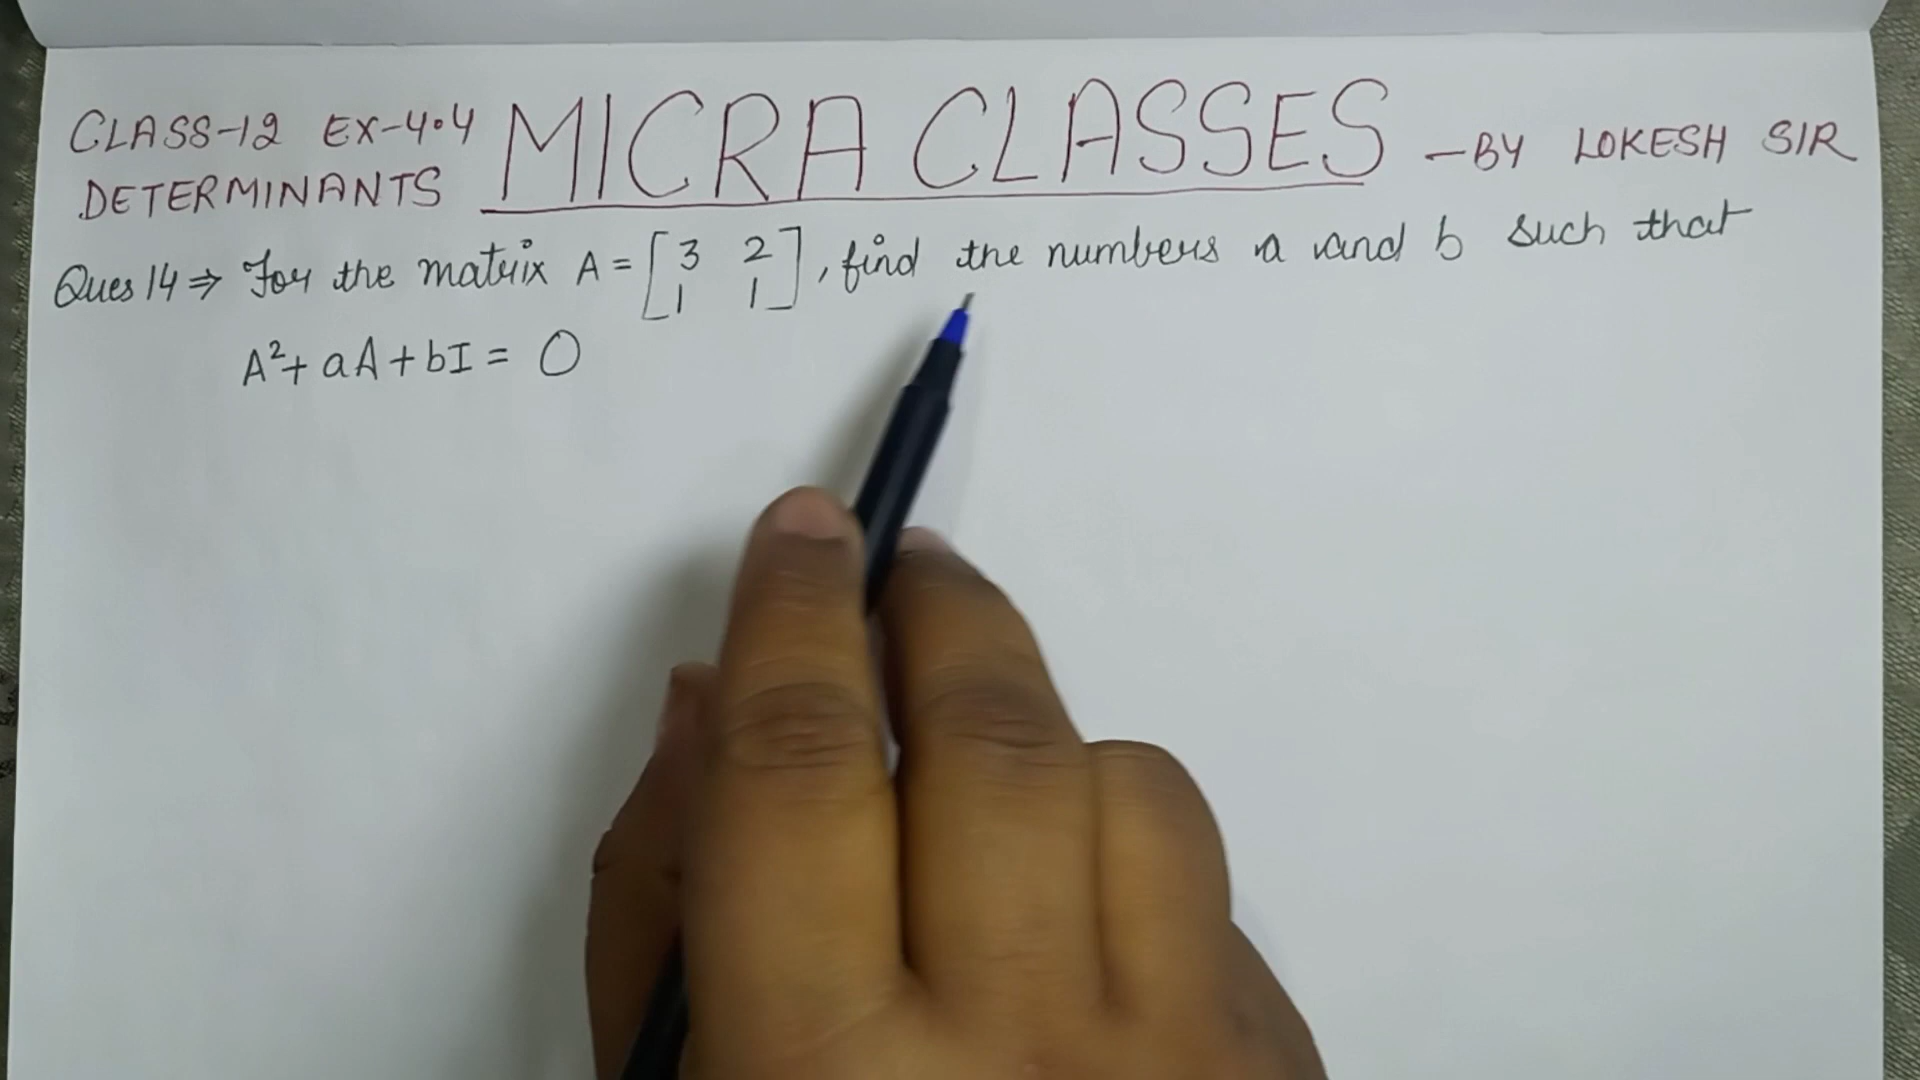 CLASS-12 EX-4.4 MICRA CLASSES -BY LOKESH SIR
DETERMINANTS
Ques 14⇒ For the matrix A = [3 2
1 1], find the numbers a and b such that
A²+ aA + bI = O